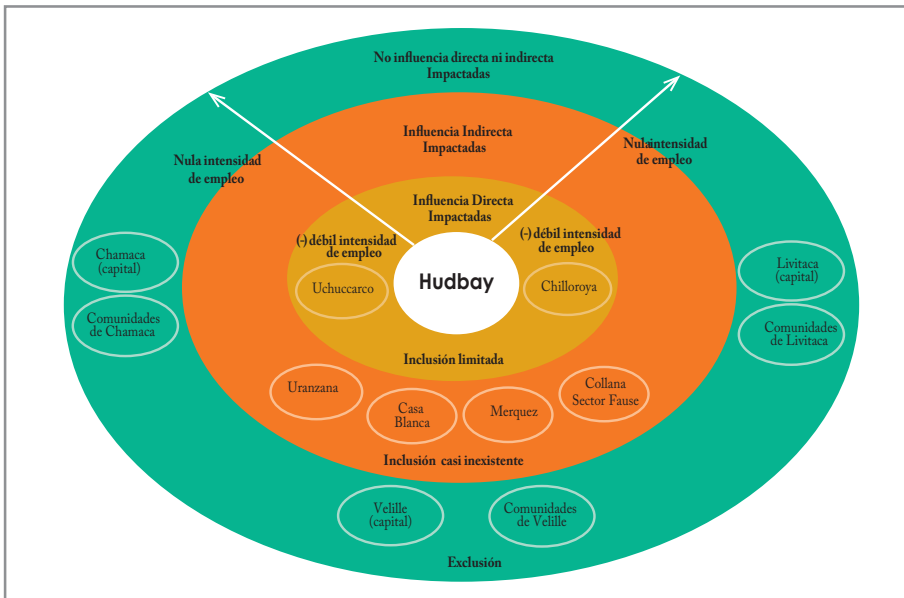 No influencia directa ni indirecta
Impactadas
Influencia Indirecta
Impactadas
Nula intensidad
de empleo
Nula intensidad
de empleo
Influencia Directa
Impactadas
(-) débil intensidad
de empleo
(-) débil intensidad
de empleo
Chamaca
(capital)
Comunidades
de Chamaca
Uchuccarco
Hudbay
Chilloroya
Livitaca
(capital)
Comunidades
de Livitaca
Inclusión limitada
Uranzana
Casa
Blanca
Merquez
Collana
Sector Fause
Inclusión casi inexistente
Velille
(capital)
Comunidades
de Velille
Exclusión